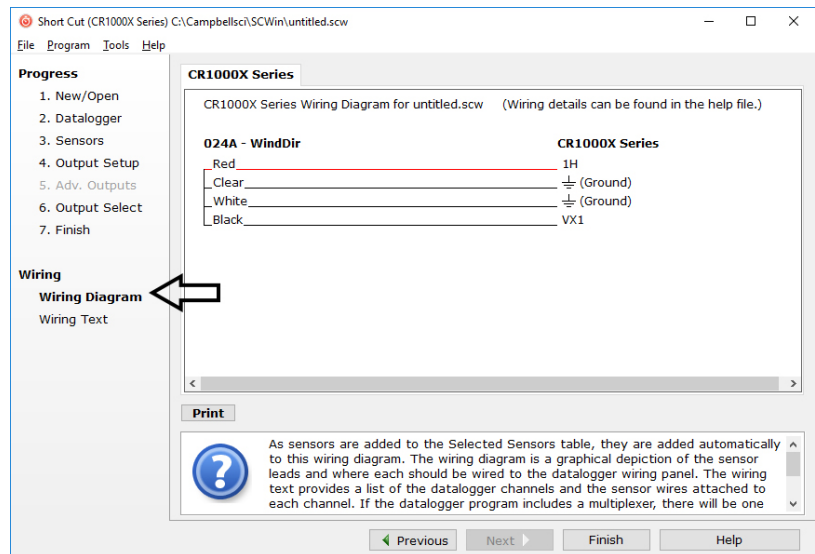 Short Cut (CR1000X Series) C:\Campbellsci\SCWin\untitled.scw
File Program Tools Help
Progress
1. New/Open
2. Datalogger
3. Sensors
4. Output Setup
5. Adv. Outputs
6. Output Select
7. Finish
Wiring
Wiring Diagram
Wiring Text
CR1000X Series
CR1000X Series Wiring Diagram for untitled.scw (Wiring details can be found in the help file.)
024A - WindDir CR1000X Series
Red 1H
Clear (Ground)
White (Ground)
Black VX1
Print
As sensors are added to the Selected Sensors table, they are added automatically
to this wiring diagram. The wiring diagram is a graphical depiction of the sensor
leads and where each should be wired to the datalogger wiring panel. The wiring
text provides a list of the datalogger channels and the sensor wires attached to
each channel. If the datalogger program includes a multiplexer, there will be one
Previous Next Finish Help